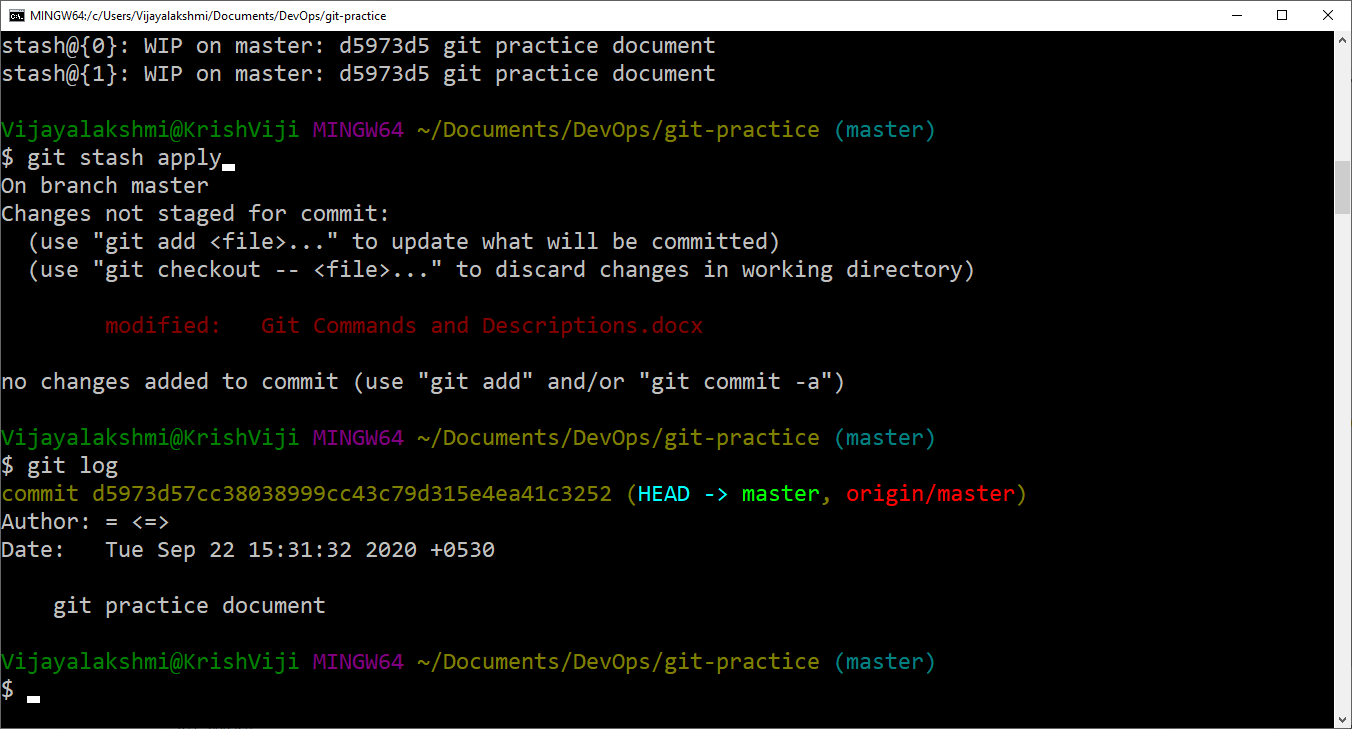 MINGW64:/c/Users/Vijayalakshmi/Documents/DevOps/git-practice
stash@{0}: WIP on master: d5973d5 git practice document
stash@{1}: WIP on master: d5973d5 git practice document
Vijayalakshmi@KrishViji MINGW64 ~/Documents/DevOps/git-practice (master)
$ git stash apply
On branch master
Changes not staged for commit:
  (use "git add <file>..." to update what will be committed)
  (use "git checkout -- <file>..." to discard changes in working directory)
        modified:   Git Commands and Descriptions.docx
no changes added to commit (use "git add" and/or "git commit -a")
Vijayalakshmi@KrishViji MINGW64 ~/Documents/DevOps/git-practice (master)
$ git log
commit d5973d57cc38038999cc43c79d315e4ea41c3252 (HEAD -> master, origin/master)
Author: = <=>
Date:   Tue Sep 22 15:31:32 2020 +0530
    git practice document
Vijayalakshmi@KrishViji MINGW64 ~/Documents/DevOps/git-practice (master)
$